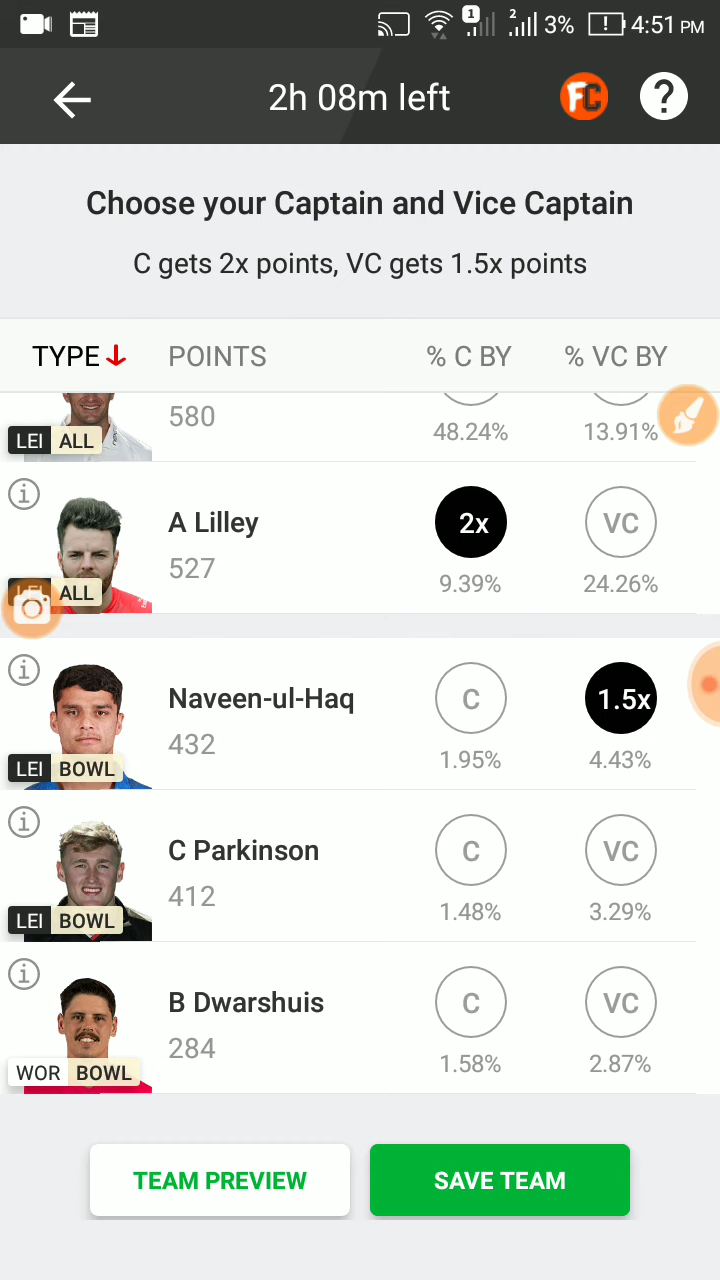 1 2 3% 4:51 PM
2h 08m left FC ?
Choose your Captain and Vice Captain
C gets 2x points, VC gets 1.5x points
TYPE POINTS % C BY % VC BY
580
LEI ALL 48.24% 13.91%
A Lilley 2x VC
527 9.39% 24.26%
ALL
Naveen-ul-Haq C 1.5x
432 1.95% 4.43%
LEI BOWL
C Parkinson C VC
412 1.48% 3.29%
LEI BOWL
B Dwarshuis C VC
284 1.58% 2.87%
WOR BOWL
TEAM PREVIEW SAVE TEAM